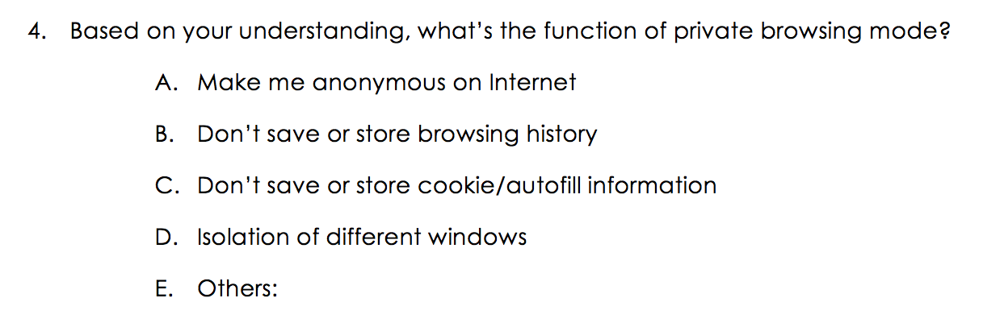 4. Based on your understanding, what's the function of private browsing mode?
A. Make me anonymous on Internet
B. Don't save or store browsing history
C. Don't save or store cookie/autofill information
D. Isolation of different windows
E. Others: